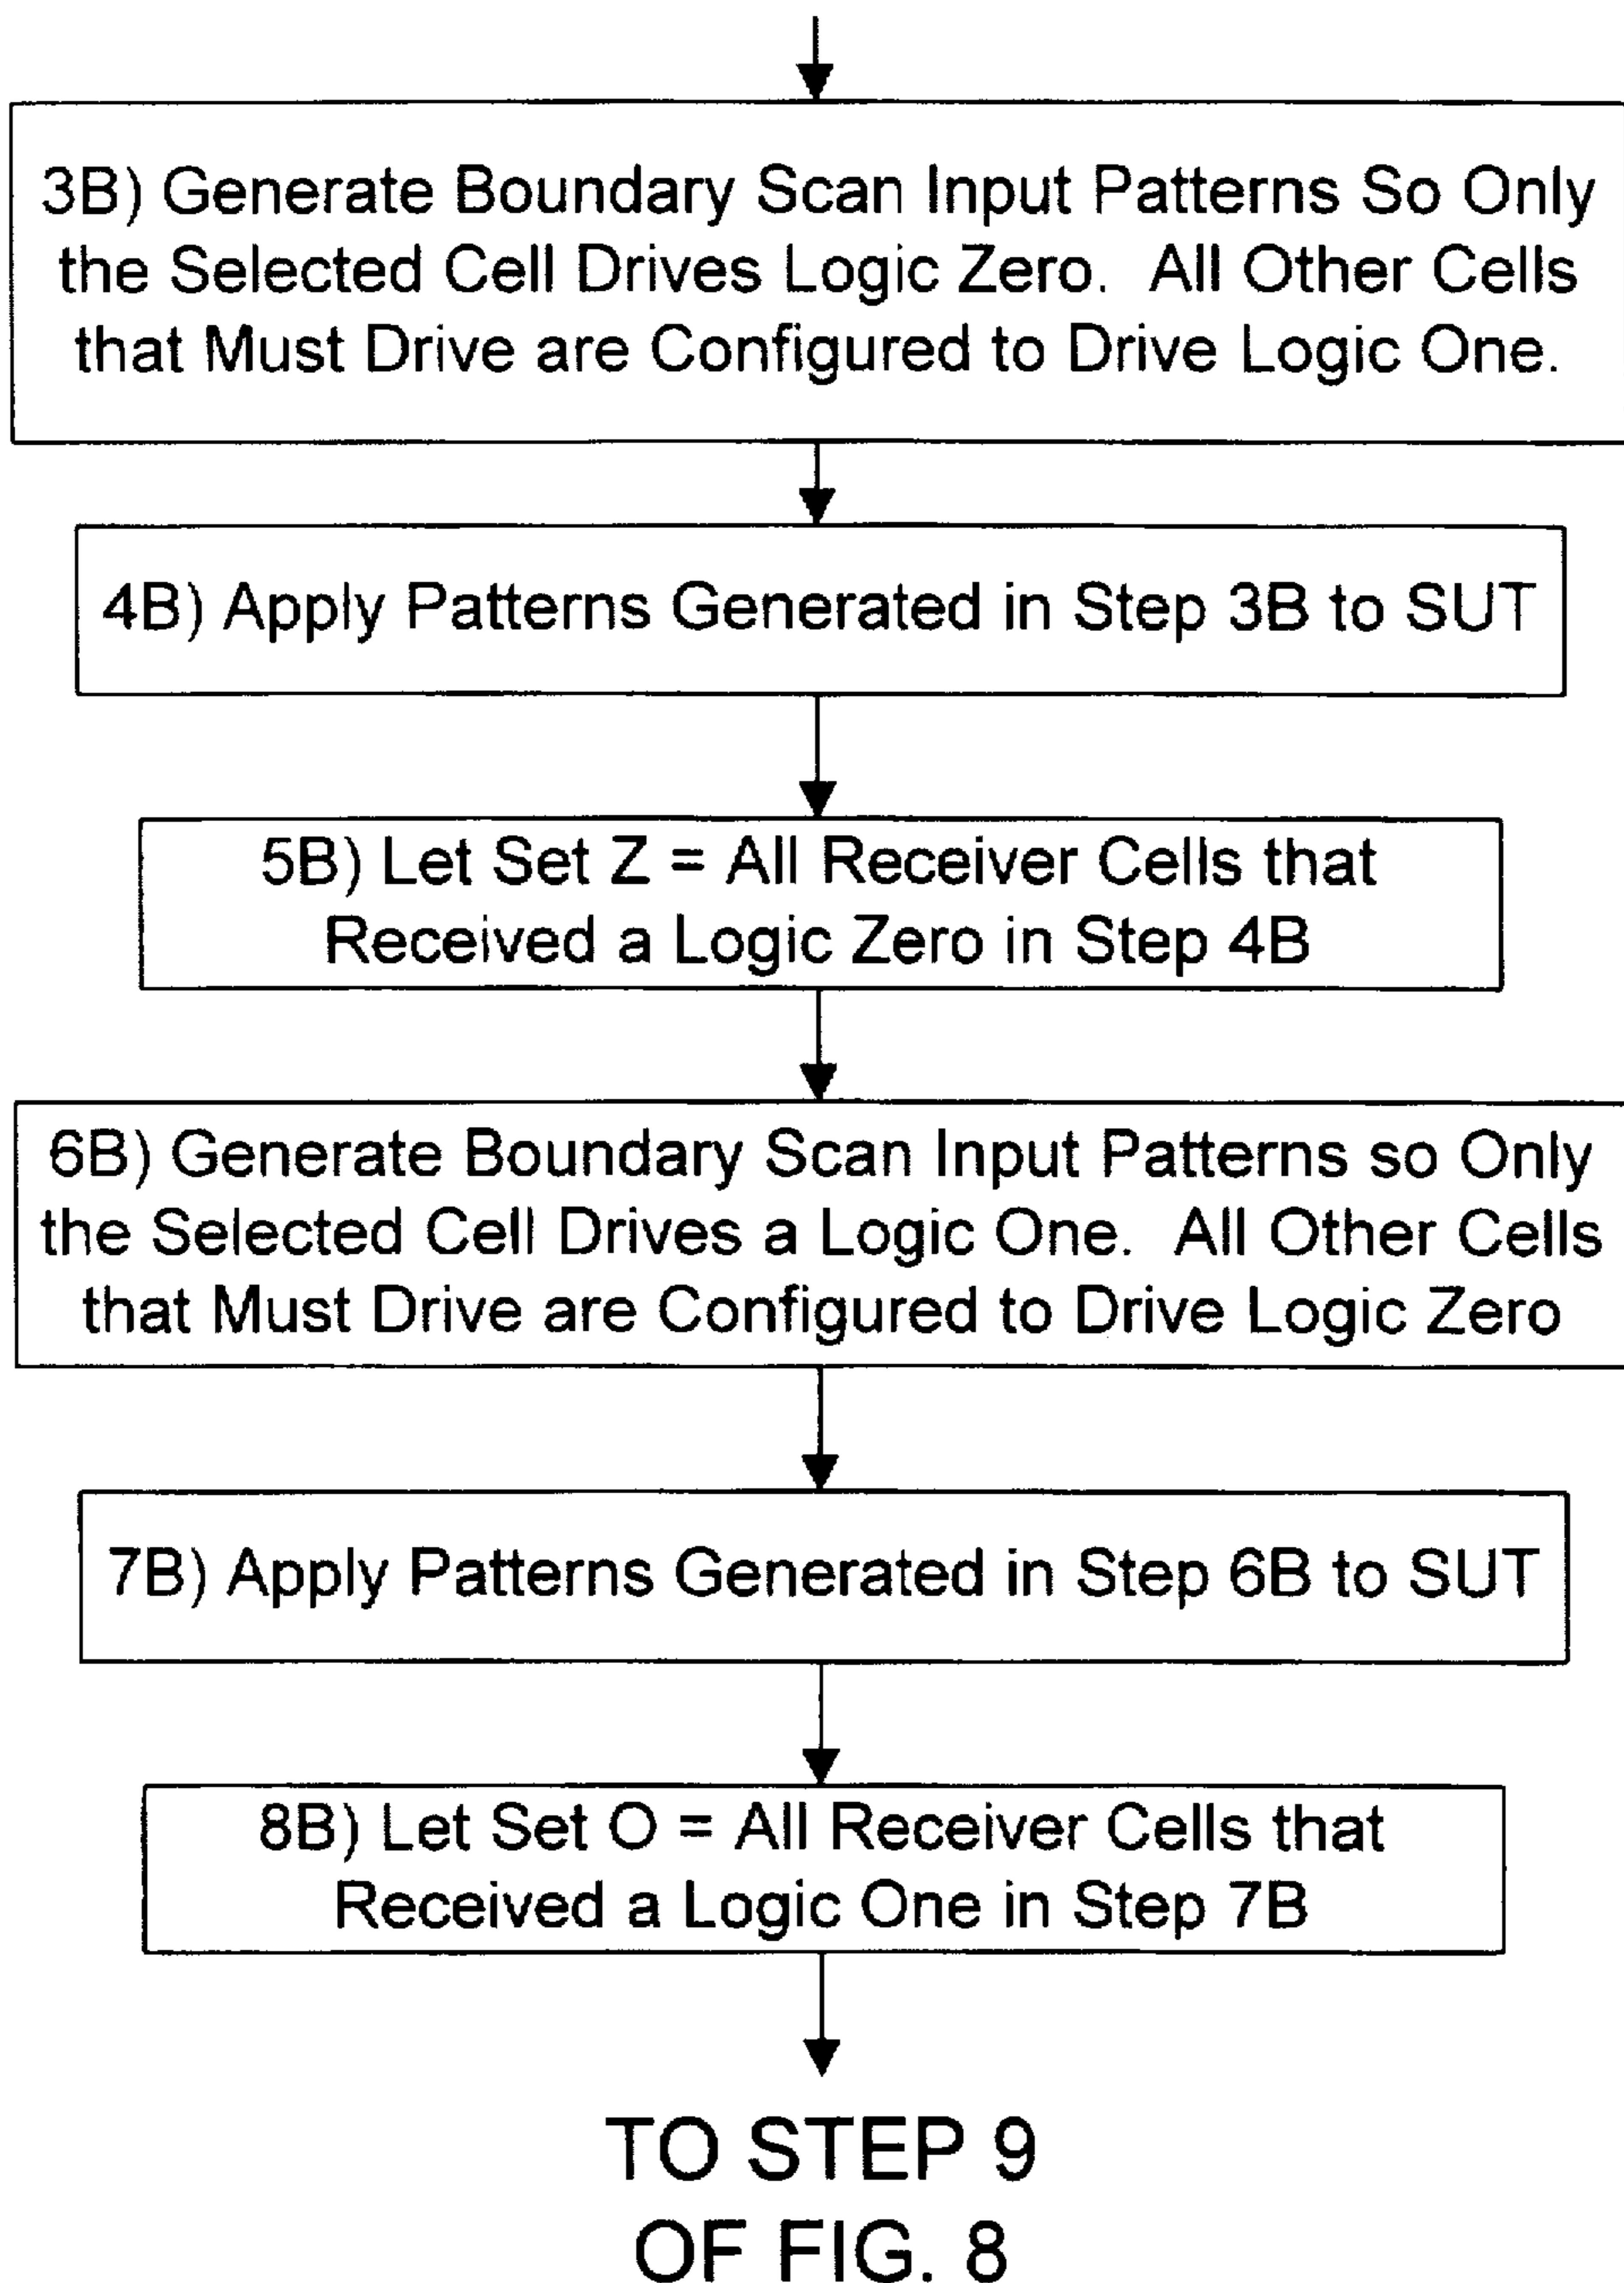 3B) Generate Boundary Scan Input Patterns So Only
the Selected Cell Drives Logic Zero.  All Other Cells
that Must Drive are Configured to Drive Logic One.
4B) Apply Patterns Generated in Step 3B to SUT
5B) Let Set Z = All Receiver Cells that
Received a Logic Zero in Step 4B
6B) Generate Boundary Scan Input Patterns so Only
the Selected Cell Drives a Logic One.  All Other Cells
that Must Drive are Configured to Drive Logic Zero
7B) Apply Patterns Generated in Step 6B to SUT
8B) Let Set O = All Receiver Cells that
Received a Logic One in Step 7B
TO STEP 9
OF FIG. 8